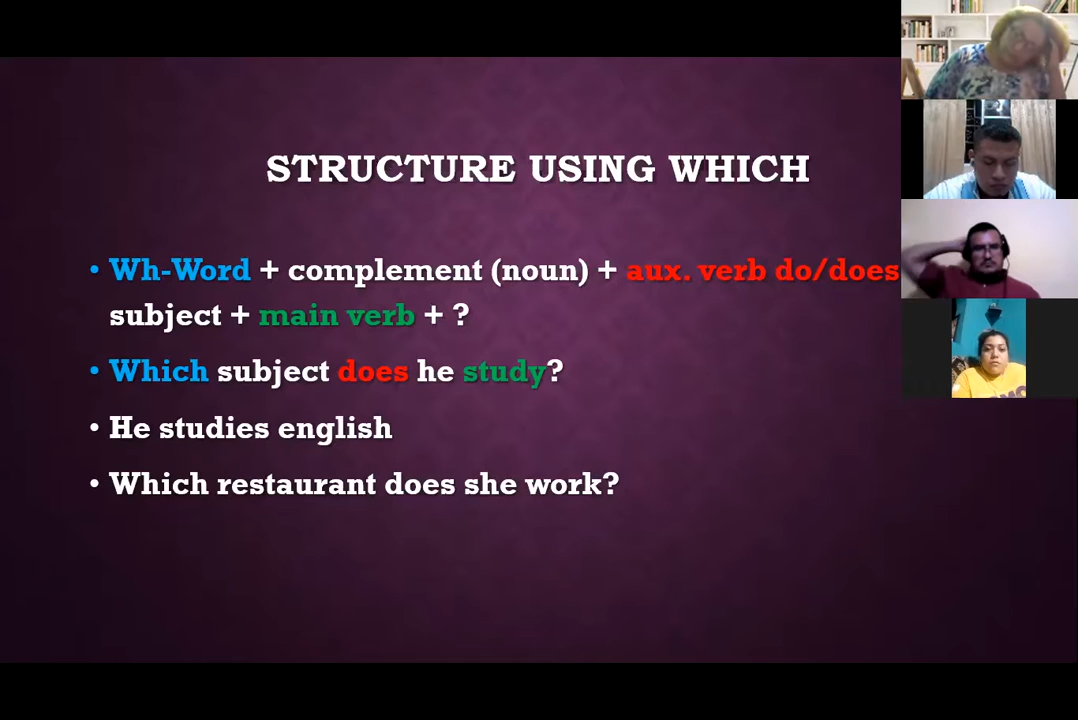 STRUCTURE USING WHICH
• Wh-Word + complement (noun) + aux. verb do/does
subject + main verb + ?
• Which subject does he study?
• He studies english
• Which restaurant does she work?